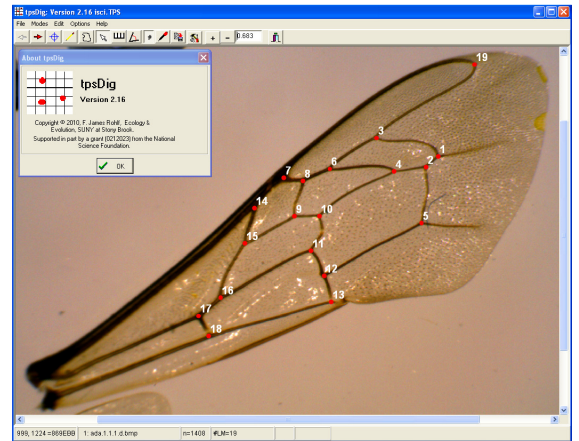 tpsDig: Version 2.16 isci.TPS
File Modes Edit Options Help
+ - 0.683
About tpsDig
tpsDig
Version 2.16
Copyright © 2010, F. James Rohlf, Ecology &
Evolution, SUNY at Stony Brook.
Supported in part by a grant (0212023) from the National
Science Foundation.
OK
19
3
1
2
6
4
7
8
14
9
10
5
15
11
12
16
13
17
18
999, 1224 =869EBB 1: ada.1.1.1.d.bmp n=1408 #LM=19